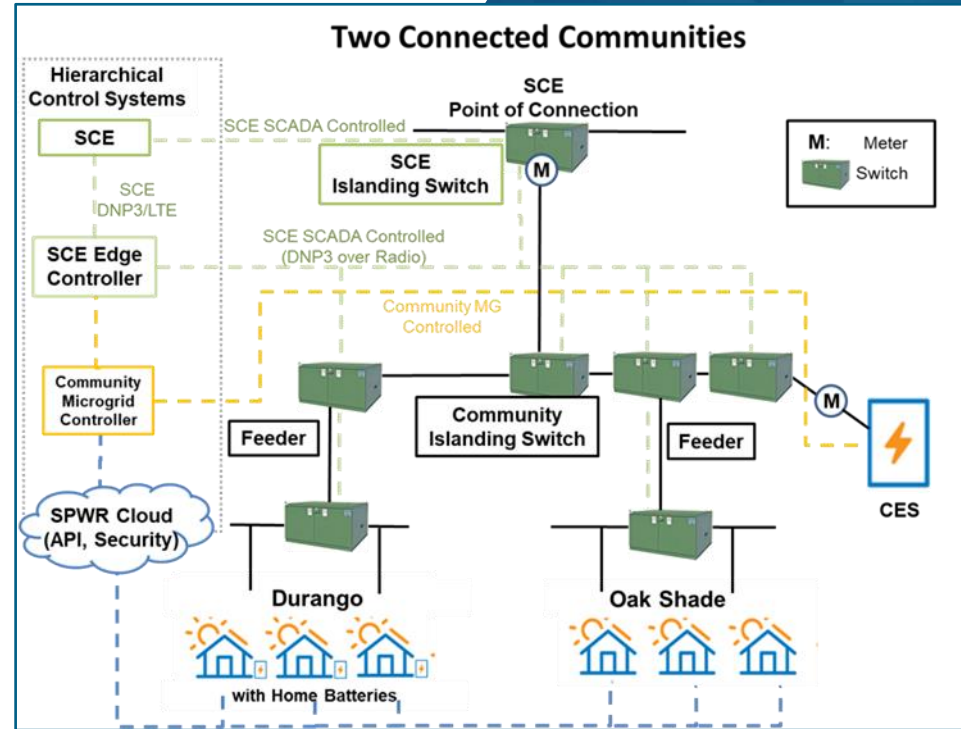 Two Connected Communities
Hierarchical
Control Systems
SCE
SCE
DNP3/LTE
SCE Edge
Controller
Community
Microgrid
Controller
SPWR Cloud
(API, Security)
SCE SCADA Controlled
SCE
Point of Connection
SCE
Islanding Switch
M
M: Meter
Switch
SCE SCADA Controlled
(DNP3 over Radio)
Community MG
Controlled
Feeder
Community
Islanding Switch
Feeder
M
CES
Durango
with Home Batteries
Oak Shade